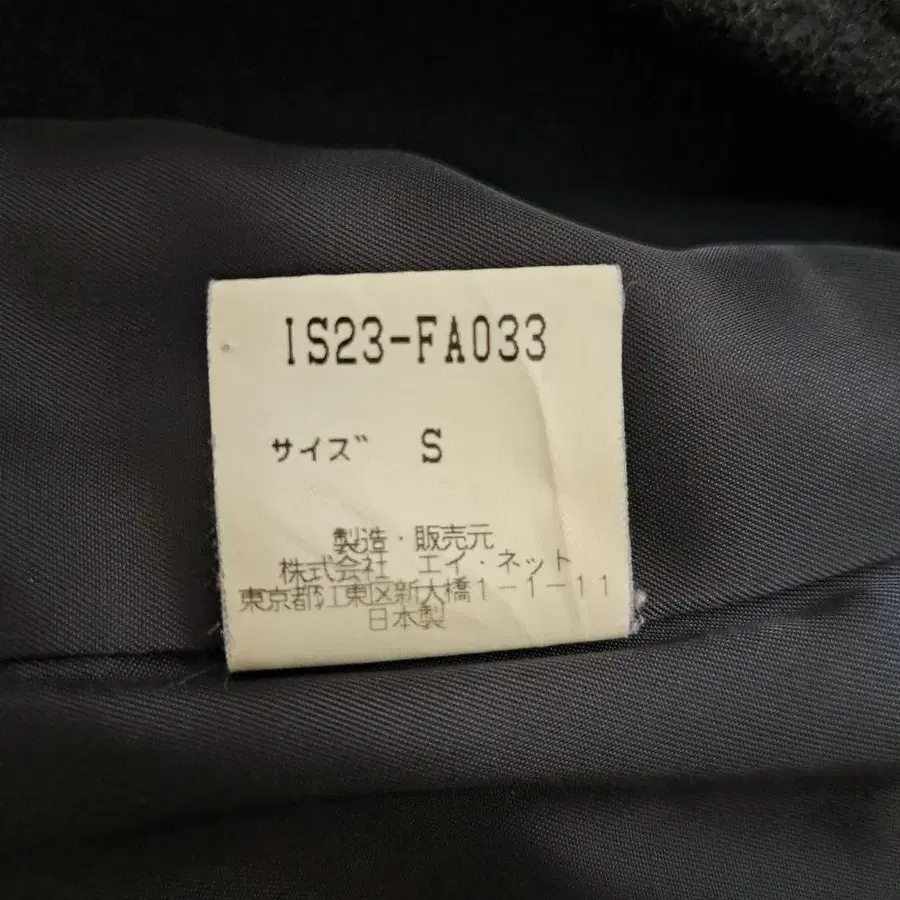 IS23-FA033
サイズ S
製造・販売元
株式会社 エイ・ネット
東京都江東区新大橋1-1-11
日本製